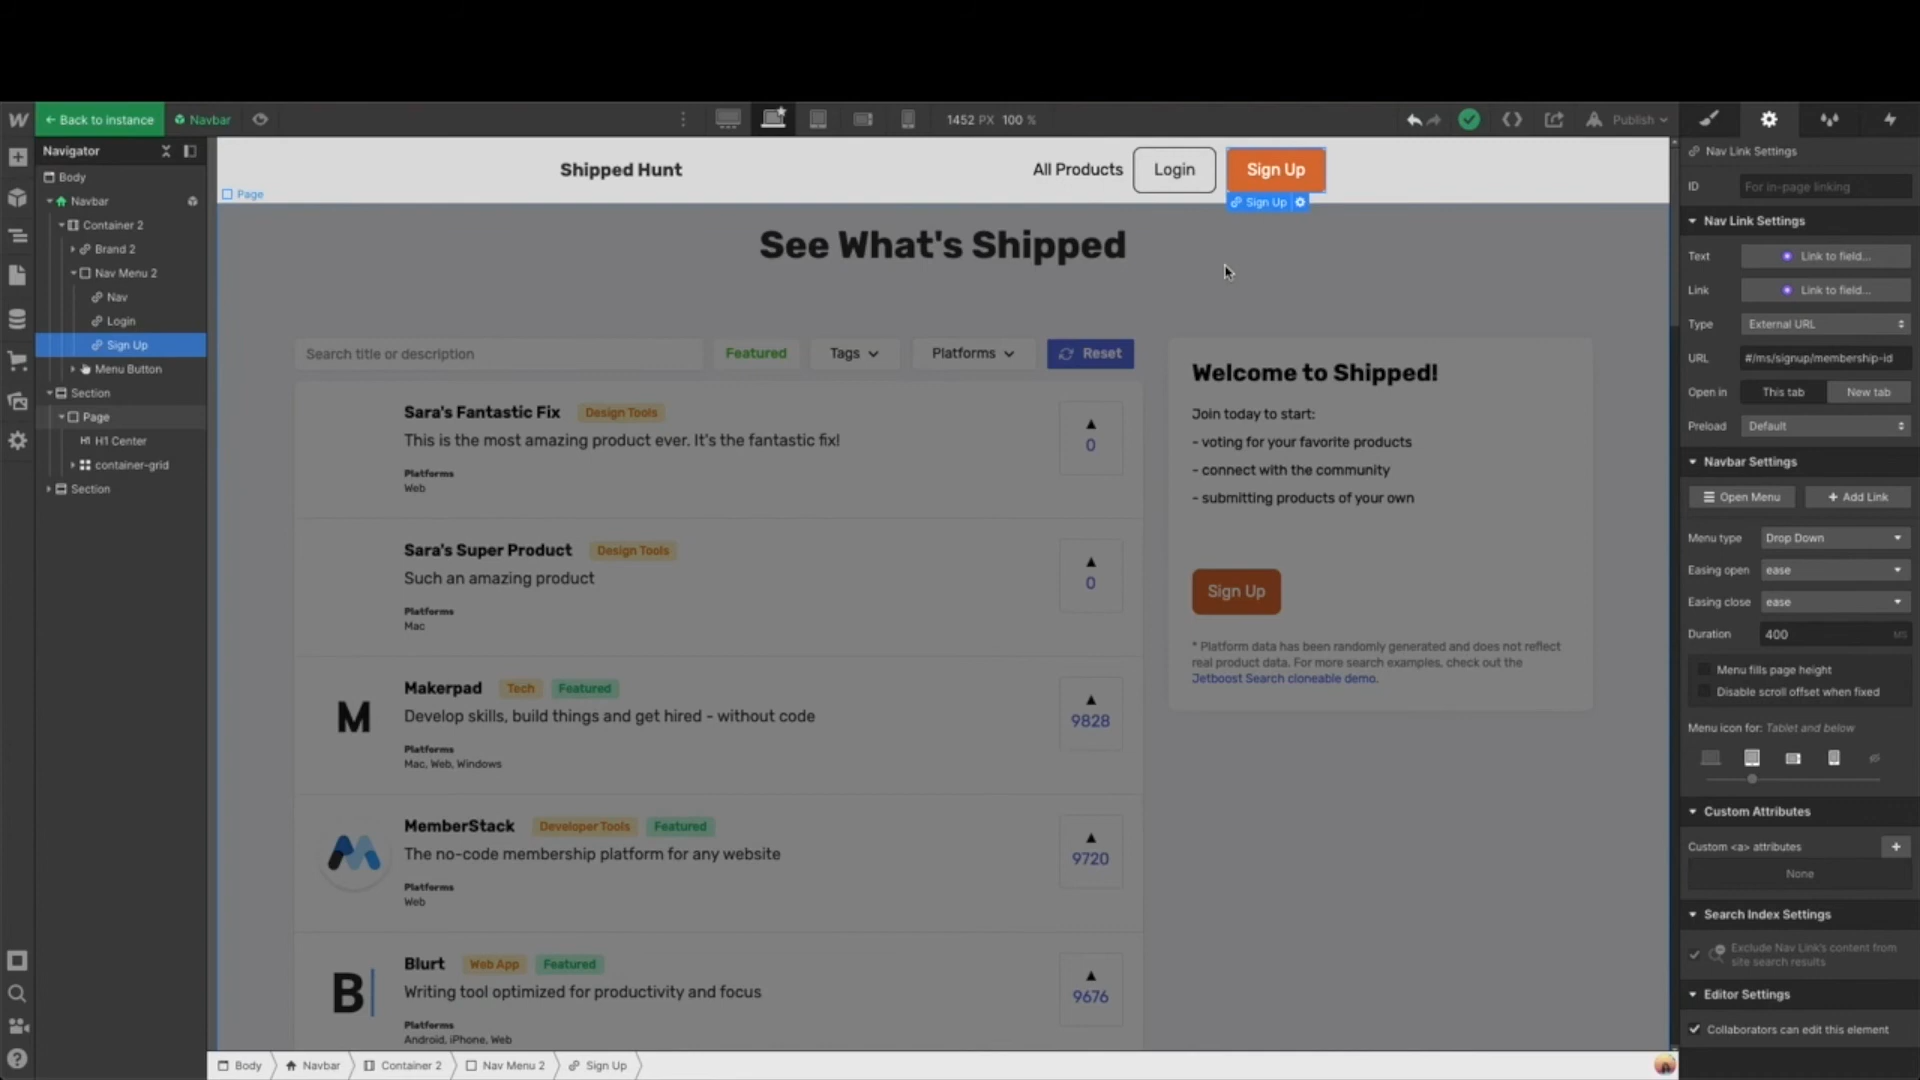 Back to instance
Navbar
1452 PX 100 %
Publish
Navigator
Body
Navbar
Container 2
Brand 2
Nav Menu 2
Nav
Login
Sign Up
Menu Button
Section
Page
H1 H1 Center
container-grid
Section
Shipped Hunt
All Products
Login
Sign Up
Page
Sign Up
See What's Shipped
Search title or description
Featured
Tags
Platforms
Reset
Sara's Fantastic Fix
Design Tools
This is the most amazing product ever. It's the fantastic fix!
Platforms
Web
0
Sara's Super Product
Design Tools
Such an amazing product
Platforms
Mac
0
M
Makerpad
Tech
Featured
Develop skills, build things and get hired - without code
Platforms
Mac, Web, Windows
9828
MemberStack
Developer Tools
Featured
The no-code membership platform for any website
Platforms
Web
9720
B
Blurt
Web App
Featured
Writing tool optimized for productivity and focus
Platforms
Android, iPhone, Web
9676
Welcome to Shipped!
Join today to start:
- voting for your favorite products
- connect with the community
- submitting products of your own
Sign Up
* Platform data has been randomly generated and does not reflect
real product data. For more search examples, check out the
Jetboost Search cloneable demo.
Nav Link Settings
ID For in-page linking
Nav Link Settings
Text Link to field...
Link Link to field...
Type External URL
URL #/ms/signup/membership-id
Open in This tab New tab
Preload Default
Navbar Settings
Open Menu
Add Link
Menu type Drop Down
Easing open ease
Easing close ease
Duration 400 MS
Menu fills page height
Disable scroll offset when fixed
Menu icon for: Tablet and below
Custom Attributes
Custom <a> attributes
None
Search Index Settings
Exclude Nav Link's content from
site search results
Editor Settings
Collaborators can edit this element
Body
Navbar
Container 2
Nav Menu 2
Sign Up